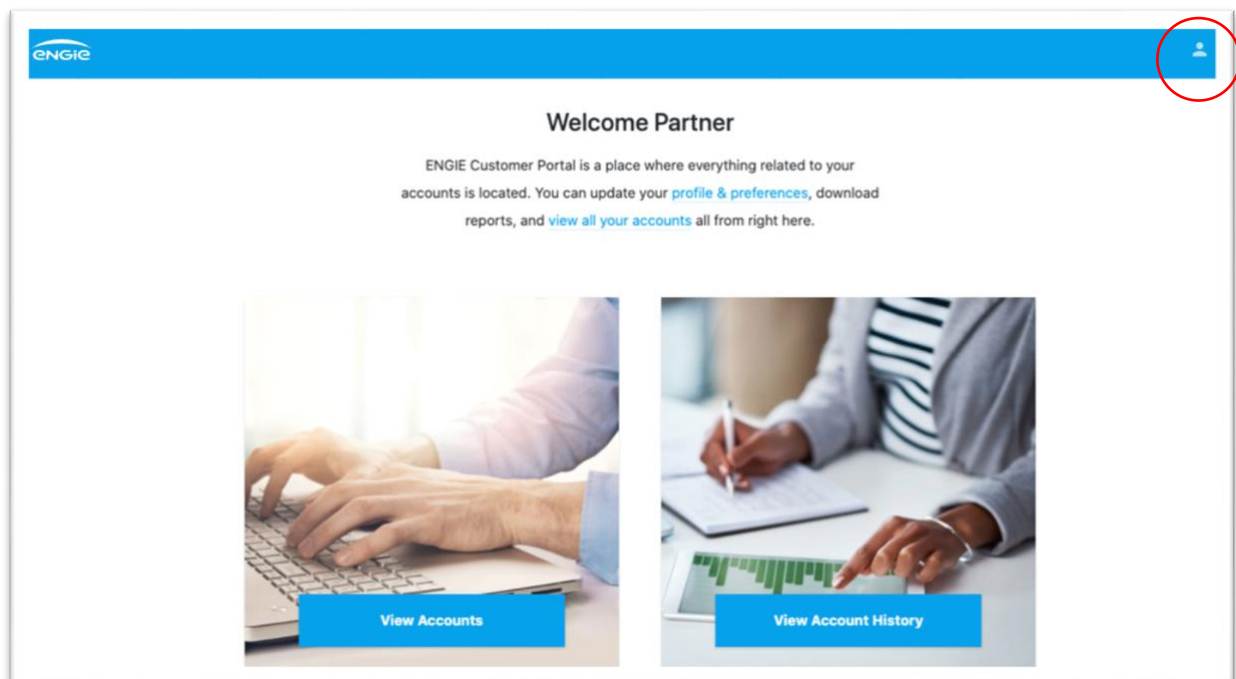 ENGIE
Welcome Partner
ENGIE Customer Portal is a place where everything related to your
accounts is located. You can update your profile & preferences, download
reports, and view all your accounts all from right here.
View Accounts
View Account History